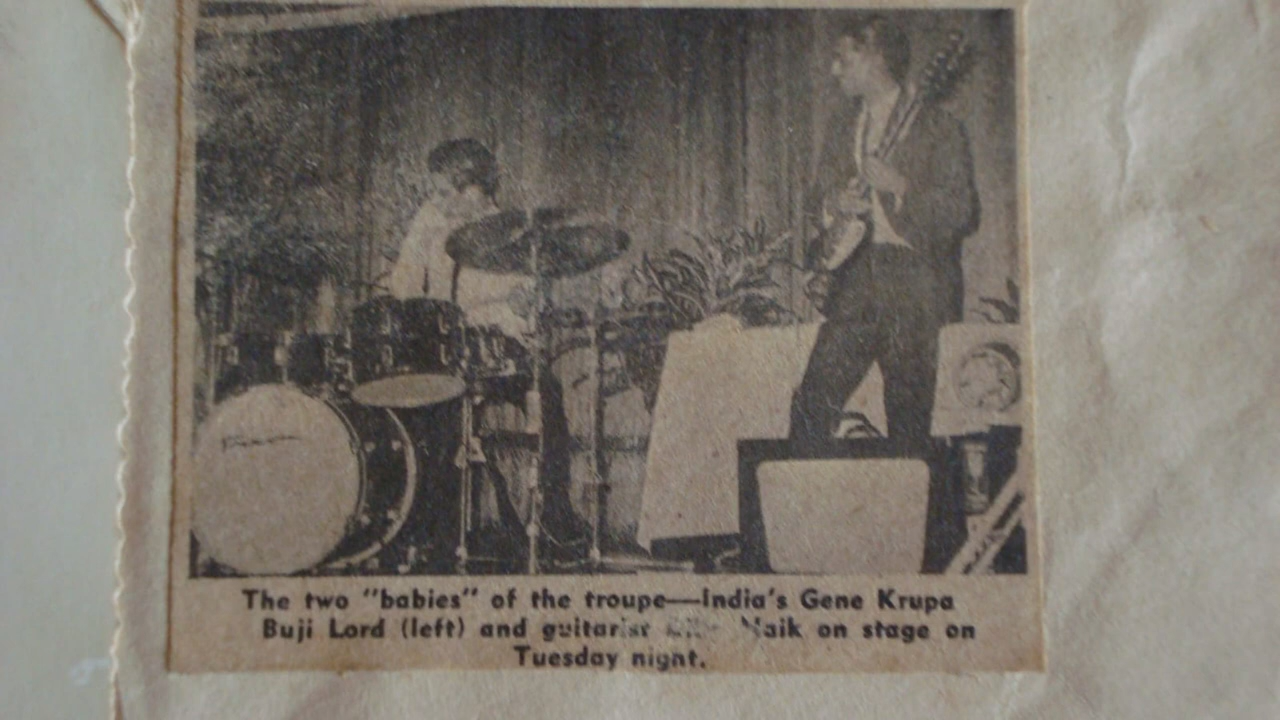 The two "babies" of the troupe—India's Gene Krupa
Buji Lord (left) and guitarist Naik on stage on
Tuesday night.